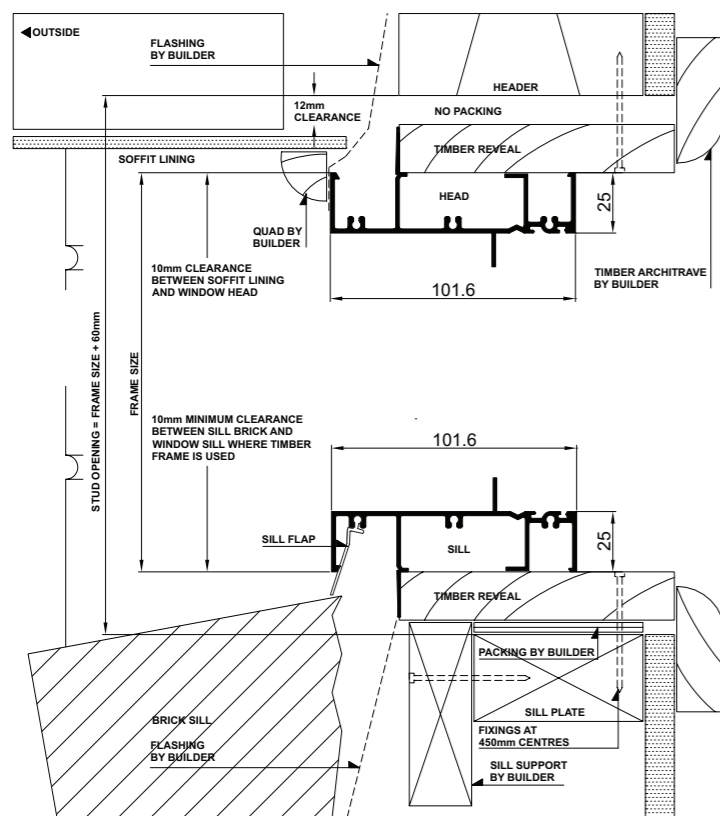 OUTSIDE
FLASHING
BY BUILDER
HEADER
12mm
CLEARANCE
NO PACKING
SOFFIT LINING
TIMBER REVEAL
HEAD
25
QUAD BY
BUILDER
10mm CLEARANCE
BETWEEN SOFFIT LINING
AND WINDOW HEAD
TIMBER ARCHITRAVE
BY BUILDER
101.6
STUD OPENING = FRAME SIZE + 60mm
FRAME SIZE
10mm MINIMUM CLEARANCE
BETWEEN SILL BRICK AND
WINDOW SILL WHERE TIMBER
FRAME IS USED
101.6
SILL FLAP
SILL
25
TIMBER REVEAL
PACKING BY BUILDER
BRICK SILL
SILL PLATE
FLASHING
BY BUILDER
FIXINGS AT
450mm CENTRES
SILL SUPPORT
BY BUILDER